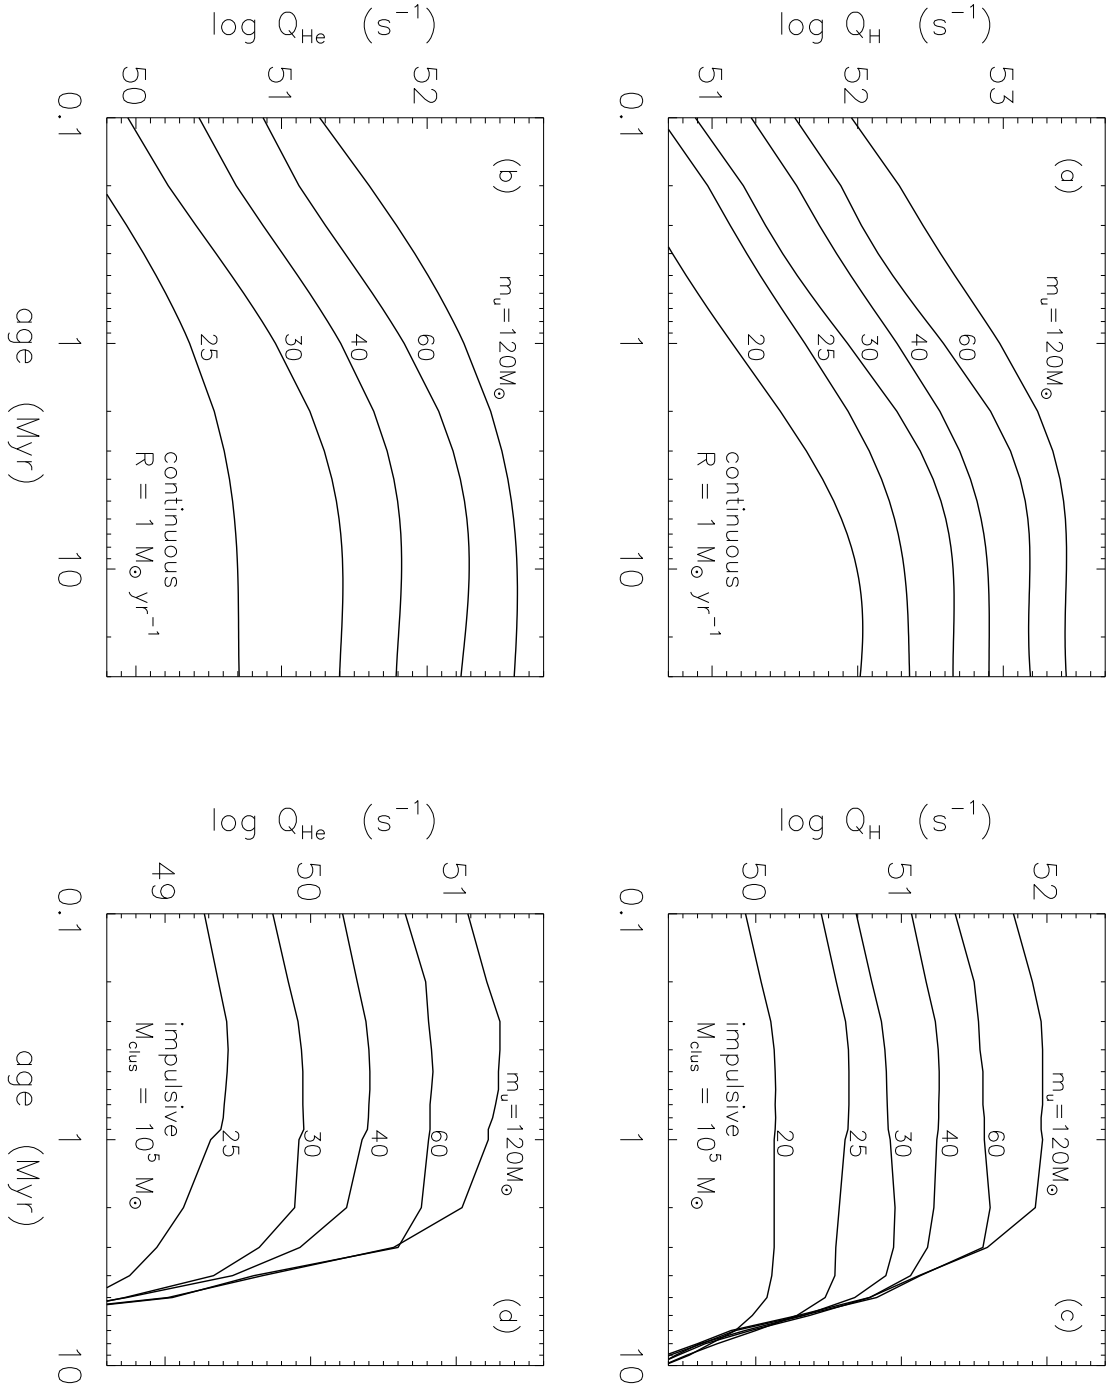 (a)
log Q_H (s⁻¹)
53
52
51
m_u=120M⊙
60
40
30
25
20
continuous
R = 1 M⊙ yr⁻¹
0.1
1
10
(b)
log Q_He (s⁻¹)
52
51
50
m_u=120M⊙
60
40
30
25
continuous
R = 1 M⊙ yr⁻¹
0.1
1
10
age (Myr)
(c)
log Q_H (s⁻¹)
52
51
50
m_u=120M⊙
60
40
30
25
20
impulsive
M_clus = 10⁵ M⊙
0.1
1
10
(d)
log Q_He (s⁻¹)
51
50
49
m_u=120M⊙
60
40
30
25
impulsive
M_clus = 10⁵ M⊙
0.1
1
10
age (Myr)